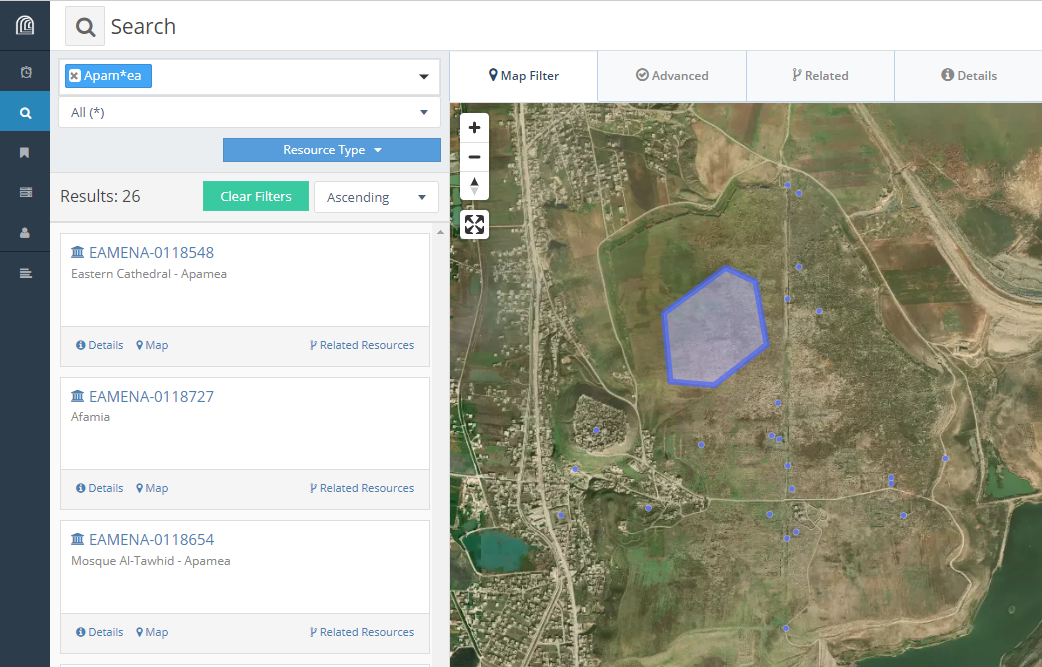 Search
Apam*ea
All (*)
Resource Type
Results: 26
Clear Filters
Ascending
EAMENA-0118548
Eastern Cathedral - Apamea
Details
Map
Related Resources
EAMENA-0118727
Afamia
Details
Map
Related Resources
EAMENA-0118654
Mosque Al-Tawhid - Apamea
Details
Map
Related Resources
Map Filter
Advanced
Related
Details